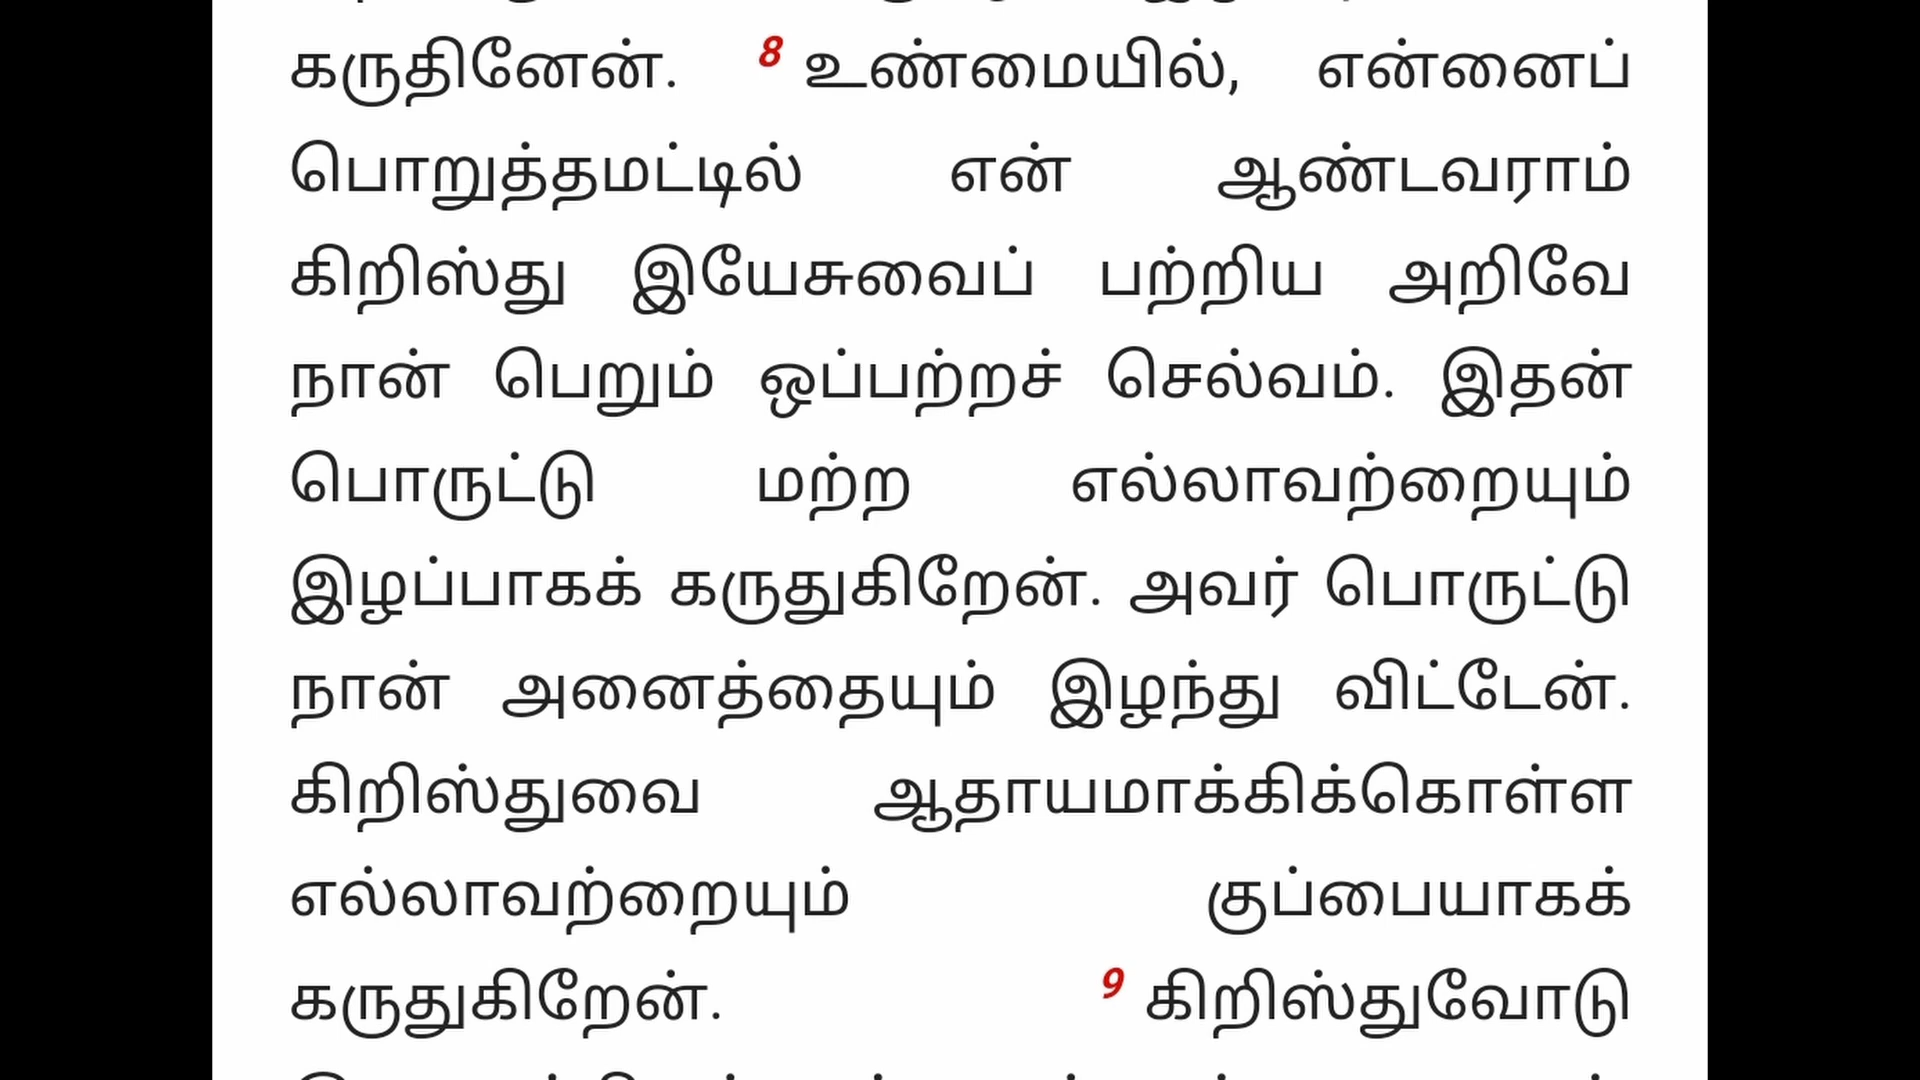 கருதினேன். 8 உண்மையில், என்னைப்
பொறுத்தமட்டில் என் ஆண்டவராம்
கிறிஸ்து இயேசுவைப் பற்றிய அறிவே
நான் பெறும் ஒப்பற்றச் செல்வம். இதன்
பொருட்டு மற்ற எல்லாவற்றையும்
இழப்பாகக் கருதுகிறேன். அவர் பொருட்டு
நான் அனைத்தையும் இழந்து விட்டேன்.
கிறிஸ்துவை ஆதாயமாக்கிக்கொள்ள
எல்லாவற்றையும் குப்பையாகக்
கருதுகிறேன். 9 கிறிஸ்துவோடு